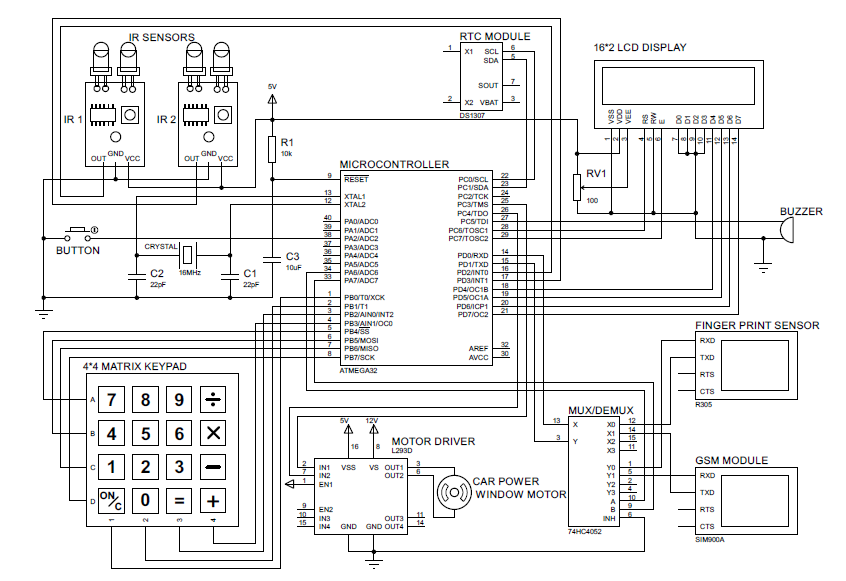 IR SENSORS
IR 1
OUT
GND
VCC
IR 2
OUT
GND
VCC
5V
R1
10k
RTC MODULE
1 X1 SCL 6
SDA 5
SOUT 7
2 X2 VBAT 3
DS1307
16*2 LCD DISPLAY
VSS VDD VEE RS RW E D0 D1 D2 D3 D4 D5 D6 D7
1 2 3 4 5 6 7 8 9 10 11 12 13 14
RV1
100
BUZZER
BUTTON
CRYSTAL
16MHz
C2
22pF
C1
22pF
C3
10uF
MICROCONTROLLER
9 RESET PC0/SCL 22
PC1/SDA 23
13 XTAL1 PC2/TCK 24
12 XTAL2 PC3/TMS 25
PC4/TDO 26
40 PA0/ADC0 PC5/TDI 27
39 PA1/ADC1 PC6/TOSC1 28
38 PA2/ADC2 PC7/TOSC2 29
37 PA3/ADC3
36 PA4/ADC4 PD0/RXD 14
35 PA5/ADC5 PD1/TXD 15
34 PA6/ADC6 PD2/INT0 16
33 PA7/ADC7 PD3/INT1 17
PD4/OC1B 18
1 PB0/T0/XCK PD5/OC1A 19
2 PB1/T1 PD6/ICP1 20
3 PB2/AIN0/INT2 PD7/OC2 21
4 PB3/AIN1/OC0
5 PB4/SS
6 PB5/MOSI
7 PB6/MISO AREF 32
8 PB7/SCK AVCC 30
ATMEGA32
4*4 MATRIX KEYPAD
A 7 8 9 ÷
B 4 5 6 ×
C 1 2 3 −
D ON/C 0 = +
1 2 3 4
5V
12V
16
8
MOTOR DRIVER
L293D
2 IN1 VSS VS OUT1 3
7 IN2 OUT2 6
1 EN1
9 EN2
10 IN3 OUT3 11
15 IN4 GND GND OUT4 14
CAR POWER
WINDOW MOTOR
MUX/DEMUX
13 X X0 12
X1 14
3 Y X2 15
X3 11
Y0 1
Y1 5
Y2 2
Y3 4
A 10
B 9
INH 6
74HC4052
FINGER PRINT SENSOR
RXD
TXD
RTS
CTS
R305
GSM MODULE
RXD
TXD
RTS
CTS
SIM900A